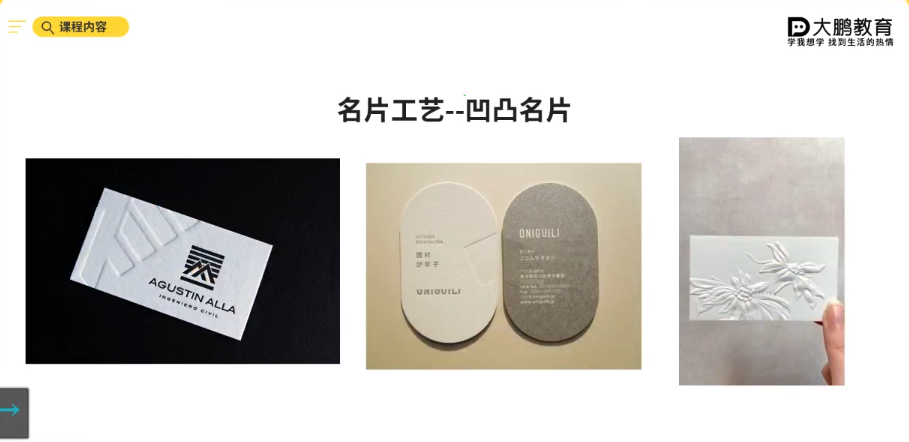 课程内容
大鹏教育
学我想学 找到生活的热情
名片工艺--凹凸名片
AGUSTIN ALLA
INGENIERO CIVIL
UNIGUILI
UNIGUILI